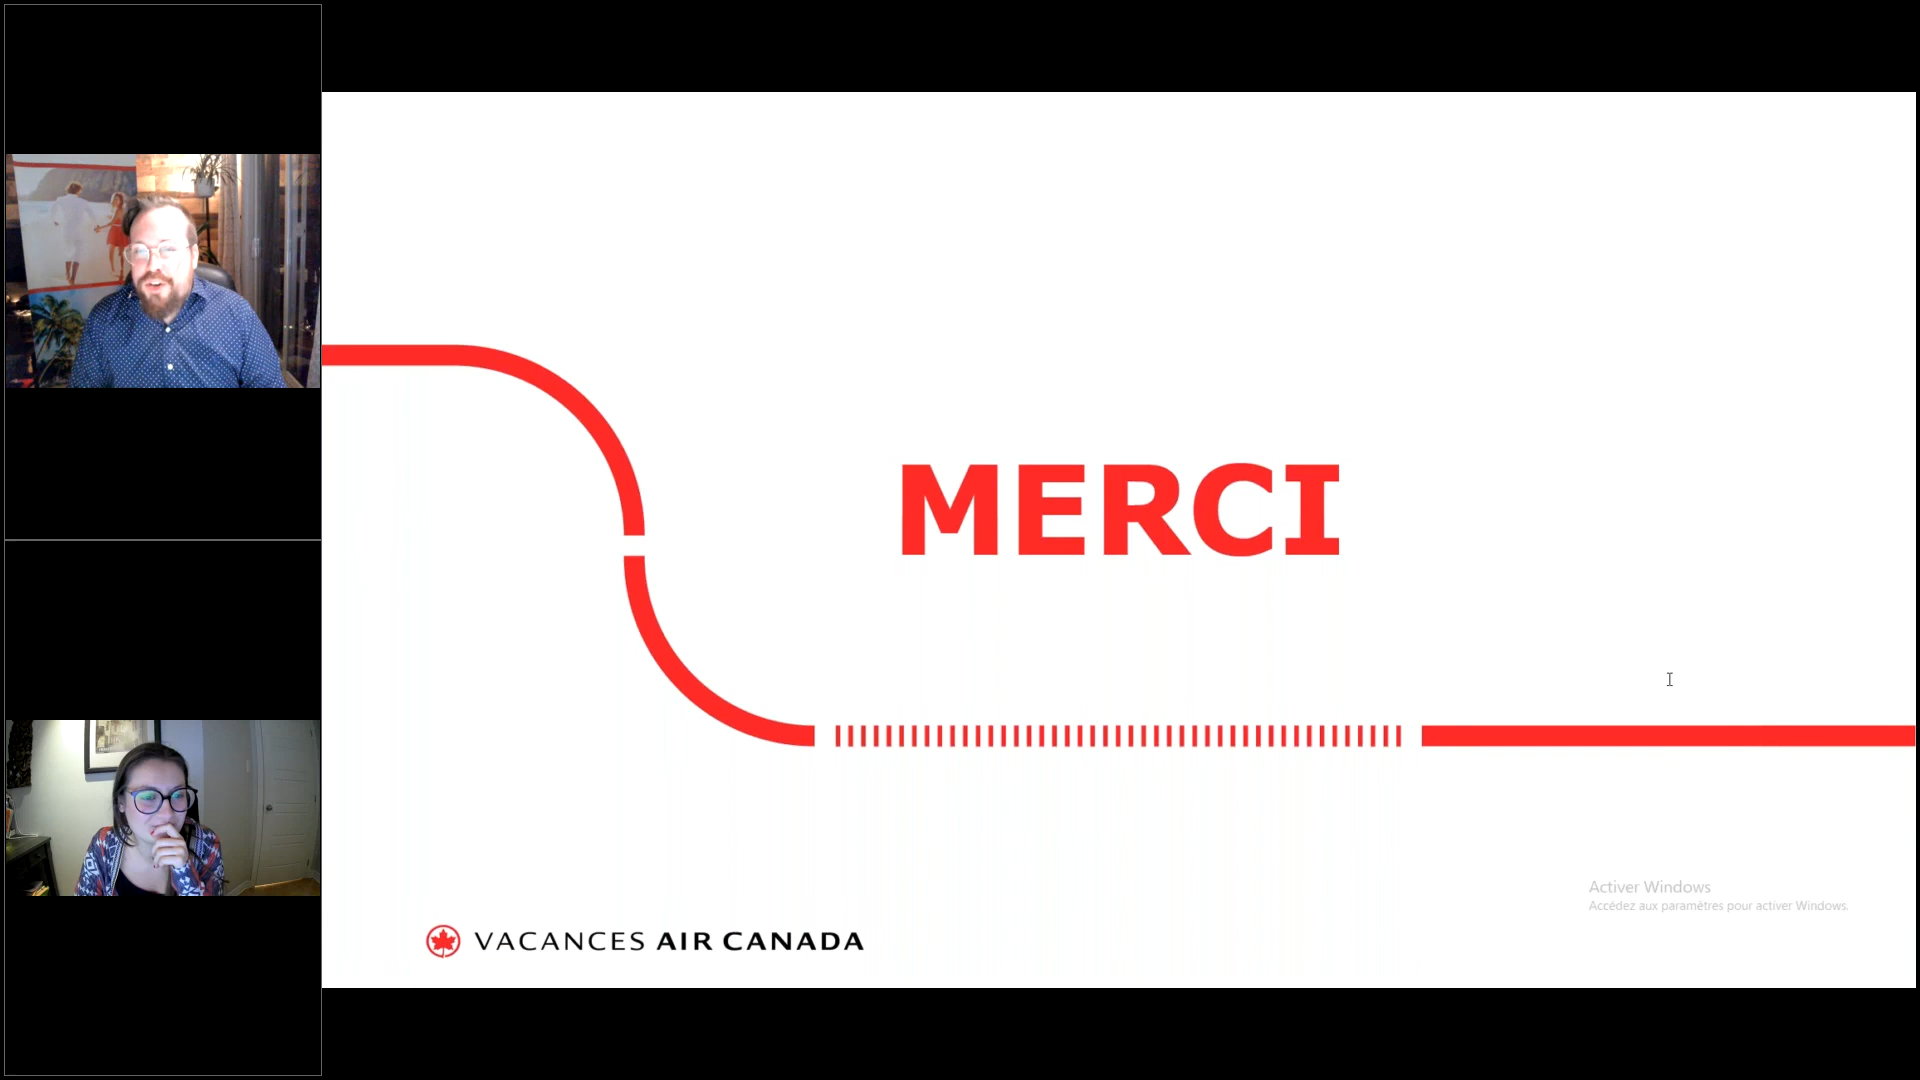 MERCI
Activer Windows
Accédez aux paramètres pour activer Windows.
VACANCES AIR CANADA